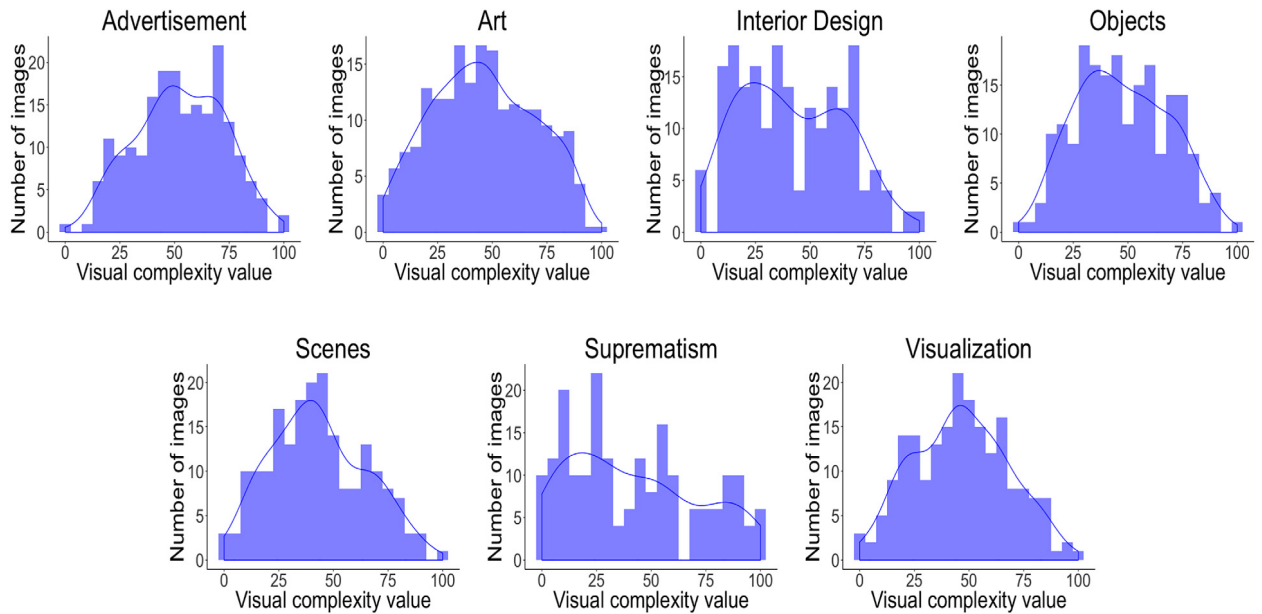 Advertisement
Number of images
20
15
10
5
0
0 25 50 75 100
Visual complexity value
Art
Number of images
15
10
5
0
0 25 50 75 100
Visual complexity value
Interior Design
Number of images
15
10
5
0
0 25 50 75 100
Visual complexity value
Objects
Number of images
15
10
5
0
0 25 50 75 100
Visual complexity value
Scenes
Number of images
20
15
10
5
0
0 25 50 75 100
Visual complexity value
Suprematism
Number of images
20
15
10
5
0
0 25 50 75 100
Visual complexity value
Visualization
Number of images
20
15
10
5
0
0 25 50 75 100
Visual complexity value